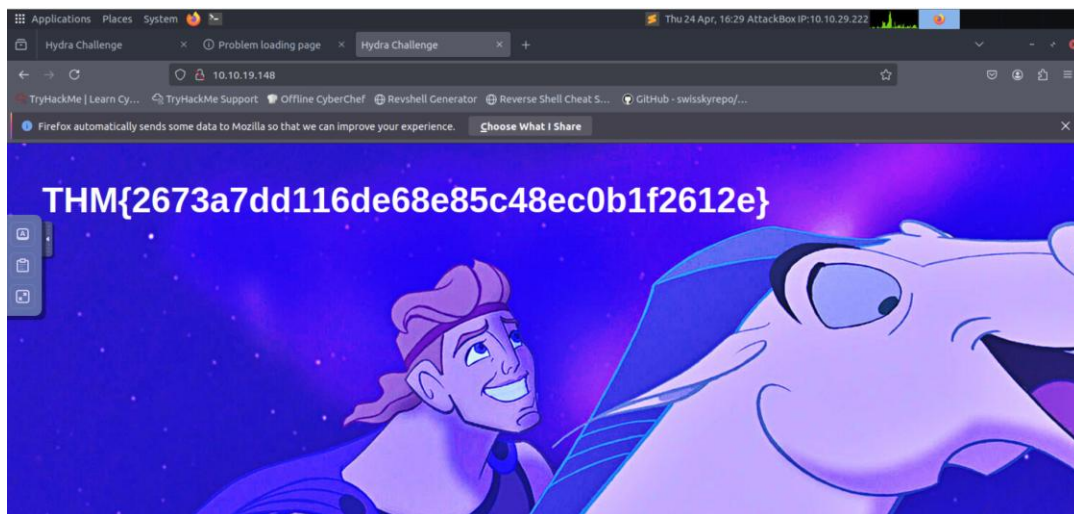 Applications Places System Thu 24 Apr, 16:29 AttackBox IP:10.10.29.222
Hydra Challenge Problem loading page Hydra Challenge
10.10.19.148
TryHackMe | Learn Cy... TryHackMe Support Offline CyberChef Revshell Generator Reverse Shell Cheat S... GitHub - swisskyrepo/...
Firefox automatically sends some data to Mozilla so that we can improve your experience. Choose What I Share
THM{2673a7dd116de68e85c48ec0b1f2612e}